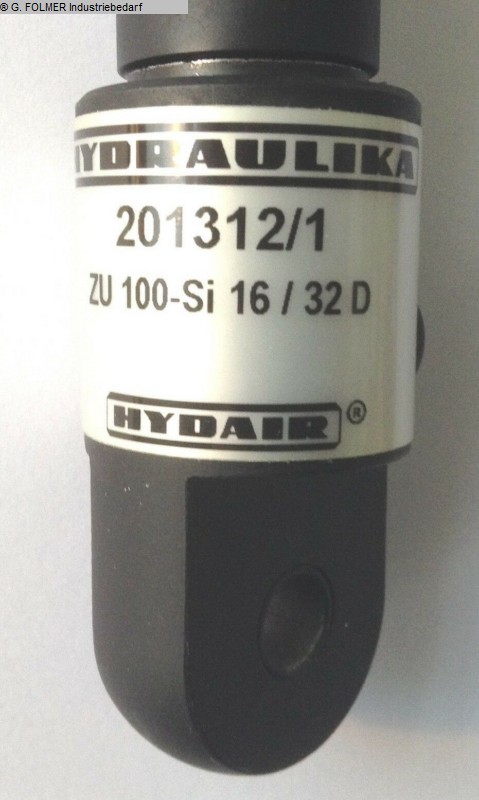 © G. FOLMER Industriebedarf
HYDRAULIKA
201312/1
ZU 100-Si 16 / 32 D
HYDAIR ®